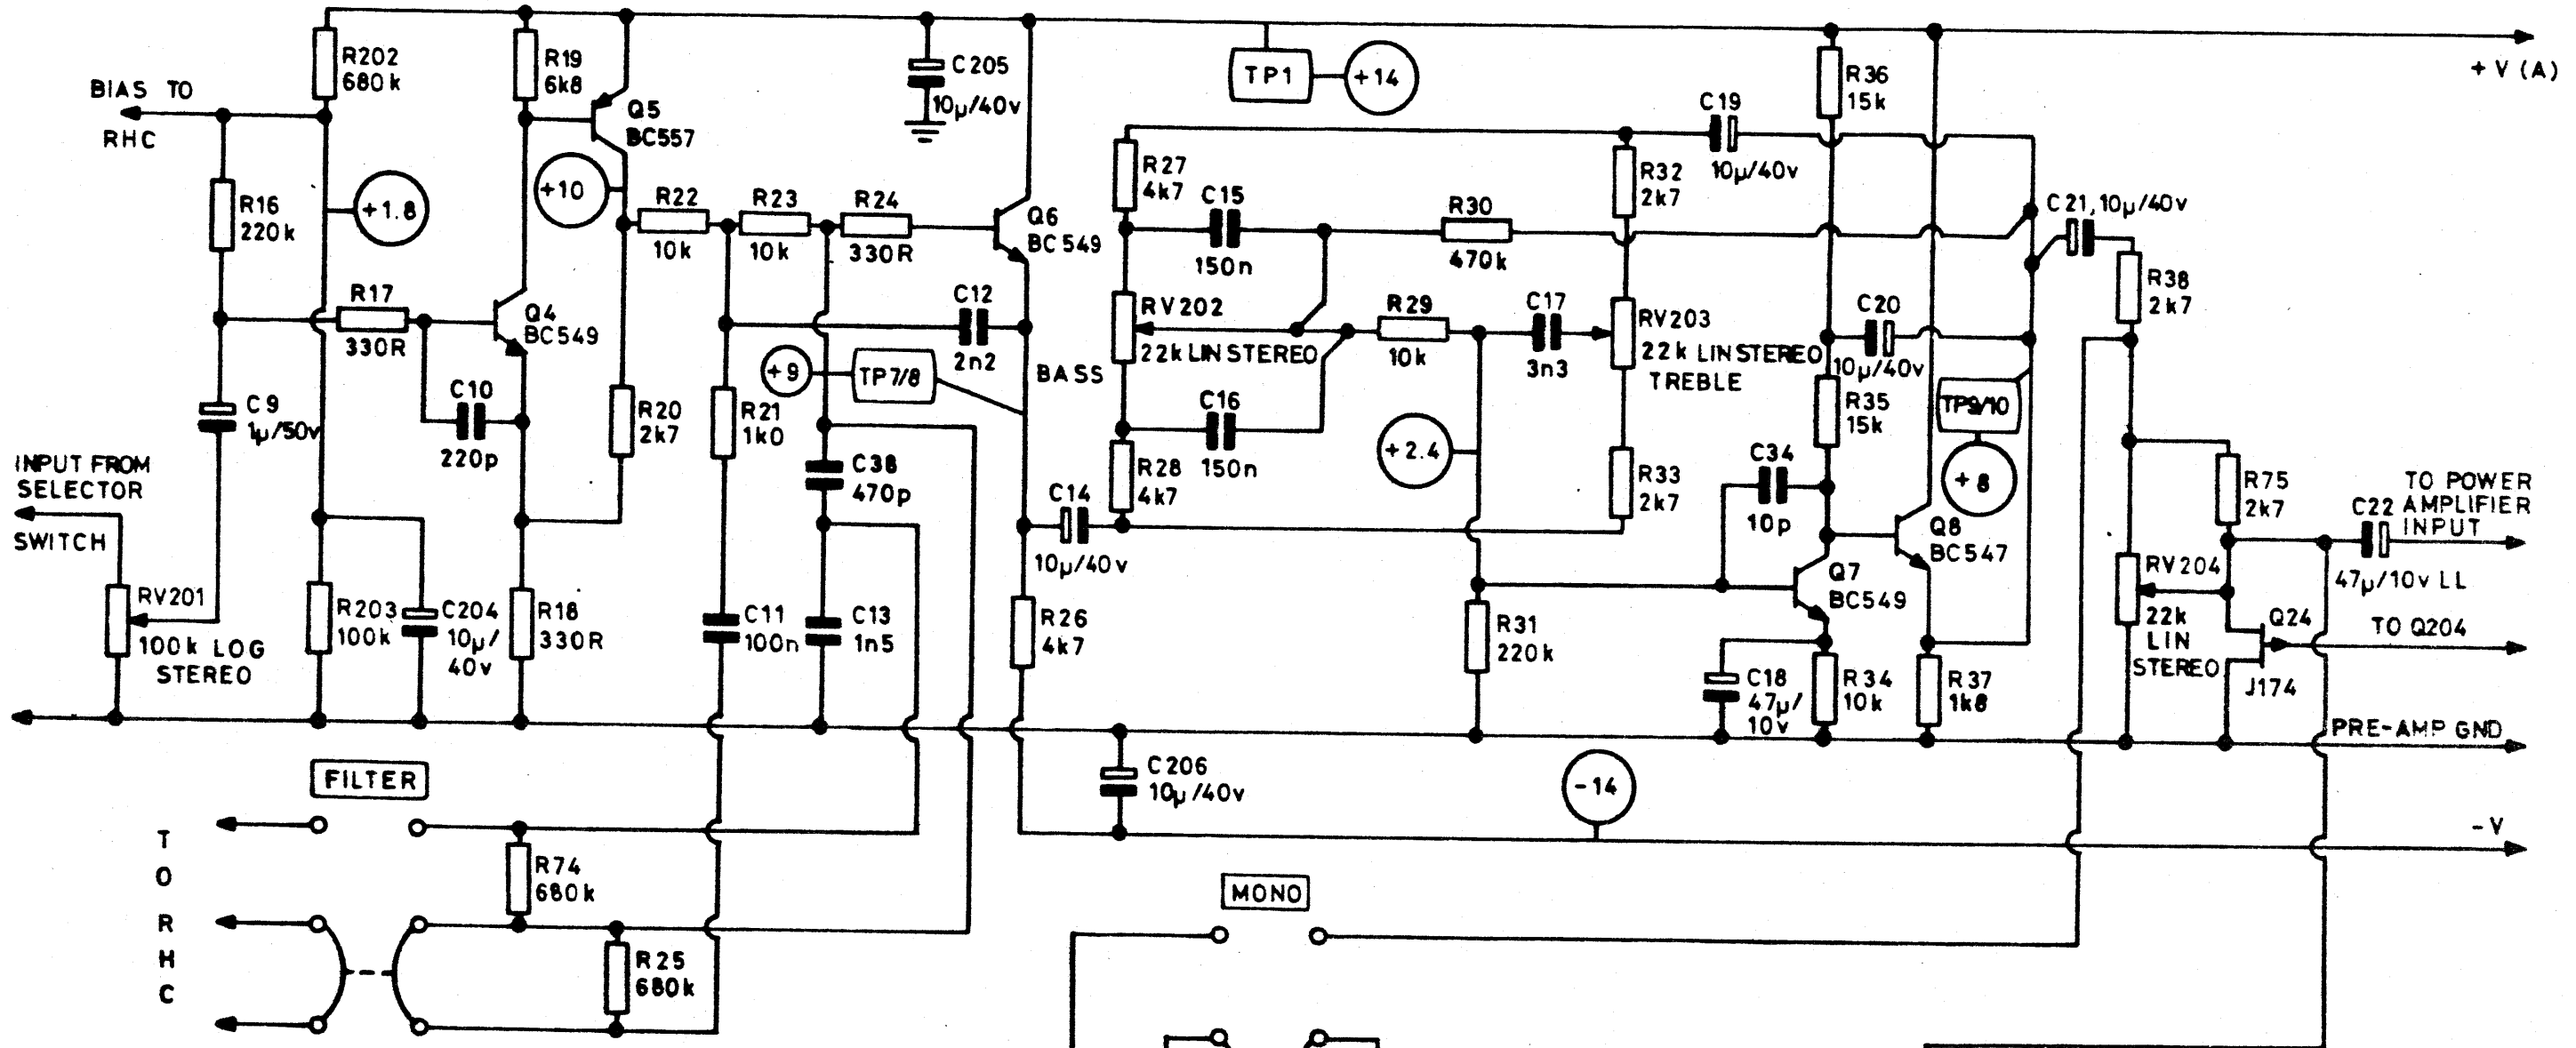 R202
680k
R19
6k8
Q5
BC557
C205
10µ/40v
TP1
+14
R36
15k
+V (A)
BIAS TO
RHC
C19
10µ/40v
R16
220k
+1.8
+10
R22
10k
R23
10k
R24
330R
Q6
BC549
R27
4k7
C15
150n
R30
470k
R32
2k7
C21,10µ/40v
R38
2k7
R17
330R
Q4
BC549
C12
2n2
RV202
22k LIN STEREO
BASS
R29
10k
C17
3n3
RV203
22k LIN STEREO
TREBLE
C20
10µ/40v
+9
TP7/8
C9
1µ/50v
C10
220p
R20
2k7
R21
1k0
C16
150n
+2.4
R35
15k
TP9/10
+8
INPUT FROM
SELECTOR
SWITCH
C38
470p
R28
4k7
C14
10µ/40v
R33
2k7
C34
10p
Q8
BC547
R75
2k7
C22
47µ/10v LL
TO POWER
AMPLIFIER
INPUT
RV201
100k LOG
STEREO
R203
100k
C204
10µ/
40v
R18
330R
C11
100n
C13
1n5
R26
4k7
R31
220k
Q7
BC549
C18
47µ/
10v
R34
10k
R37
1k8
RV204
22k
LIN
STEREO
Q24
J174
TO Q204
PRE-AMP GND
FILTER
C206
10µ/40v
-14
-V
TO RHC
R74
680k
R25
680k
MONO